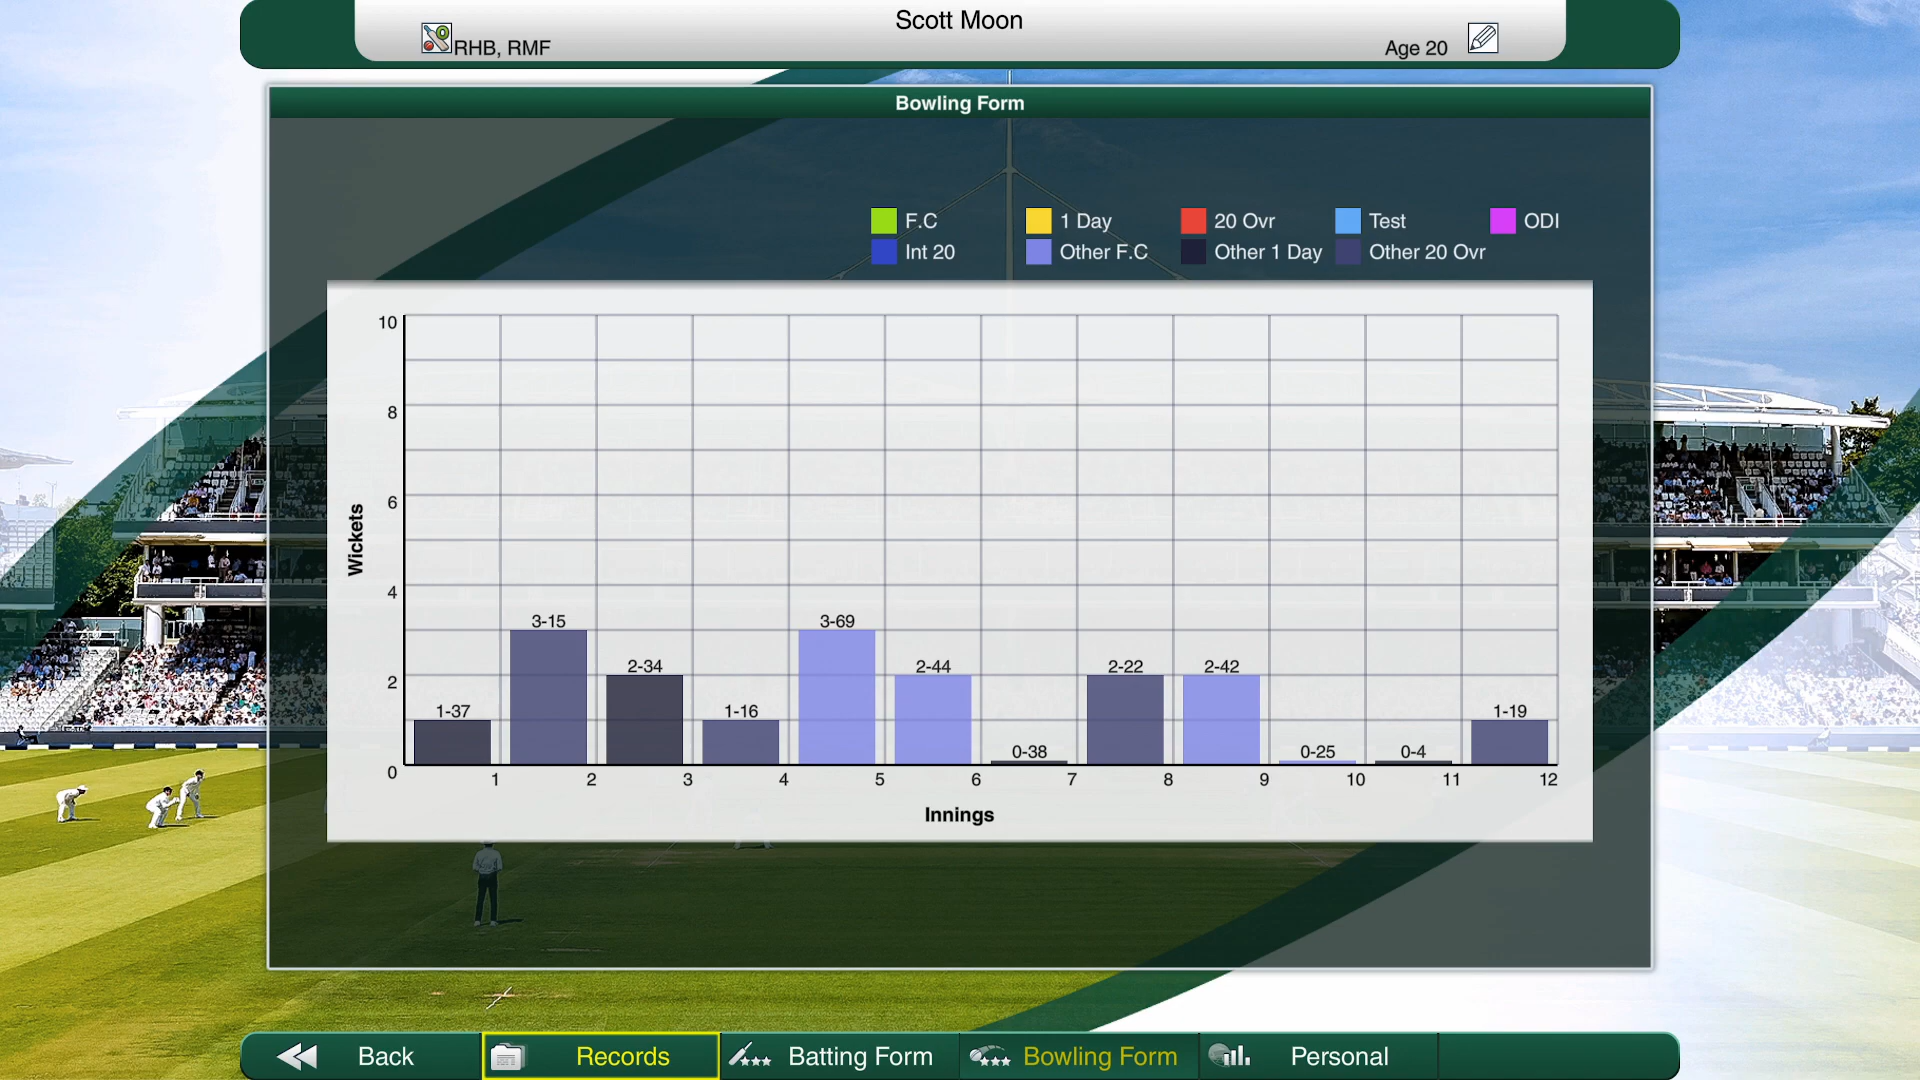 Scott Moon
RHB, RMF
Age 20
Bowling Form
F.C
1 Day
20 Ovr
Test
ODI
Int 20
Other F.C
Other 1 Day
Other 20 Ovr
10
8
6
4
2
0
Wickets
1-37
3-15
2-34
1-16
3-69
2-44
0-38
2-22
2-42
0-25
0-4
1-19
1
2
3
4
5
6
7
8
9
10
11
12
Innings
Back
Records
Batting Form
Bowling Form
Personal